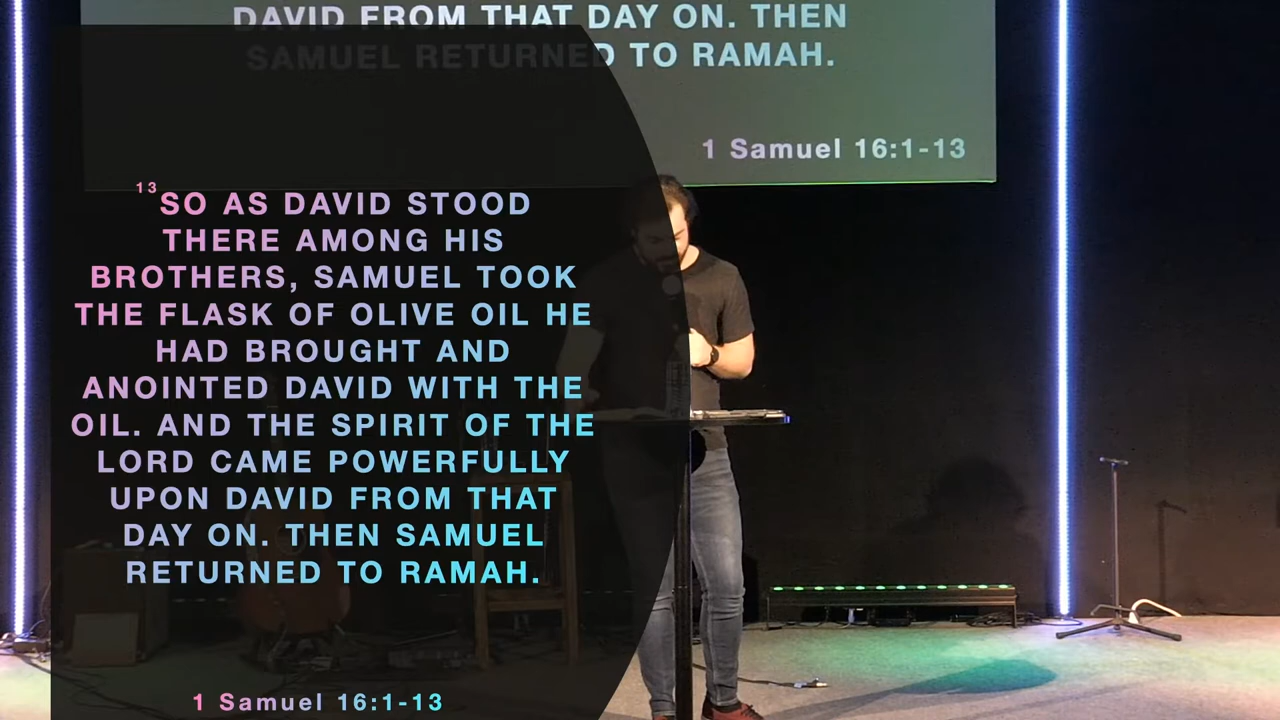 DAVID FROM THAT DAY ON. THEN
SAMUEL RETURNED TO RAMAH.
1 Samuel 16:1-13
13 SO AS DAVID STOOD
THERE AMONG HIS
BROTHERS, SAMUEL TOOK
THE FLASK OF OLIVE OIL HE
HAD BROUGHT AND
ANOINTED DAVID WITH THE
OIL. AND THE SPIRIT OF THE
LORD CAME POWERFULLY
UPON DAVID FROM THAT
DAY ON. THEN SAMUEL
RETURNED TO RAMAH.
1 Samuel 16:1-13